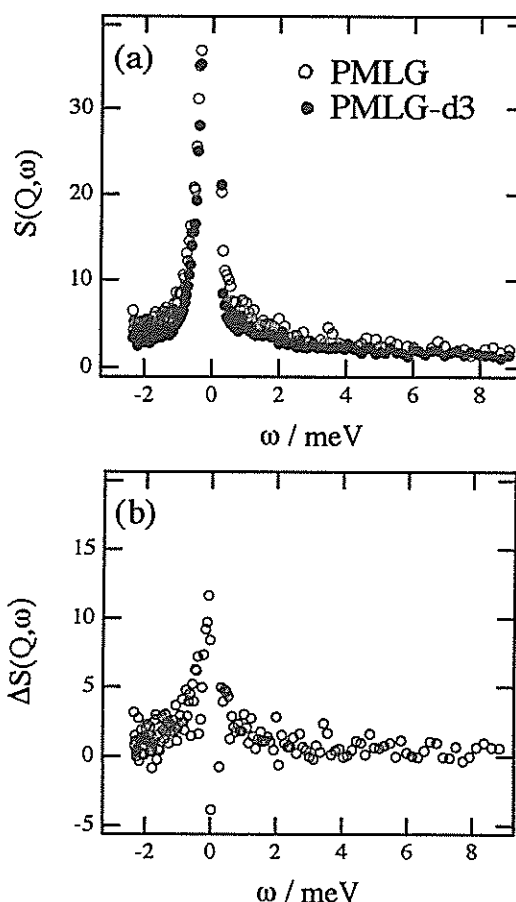 (a)
PMLG
PMLG-d3
30
20
10
0
S(Q,ω)
-2 0 2 4 6 8
ω / meV
(b)
15
10
5
0
-5
ΔS(Q,ω)
-2 0 2 4 6 8
ω / meV